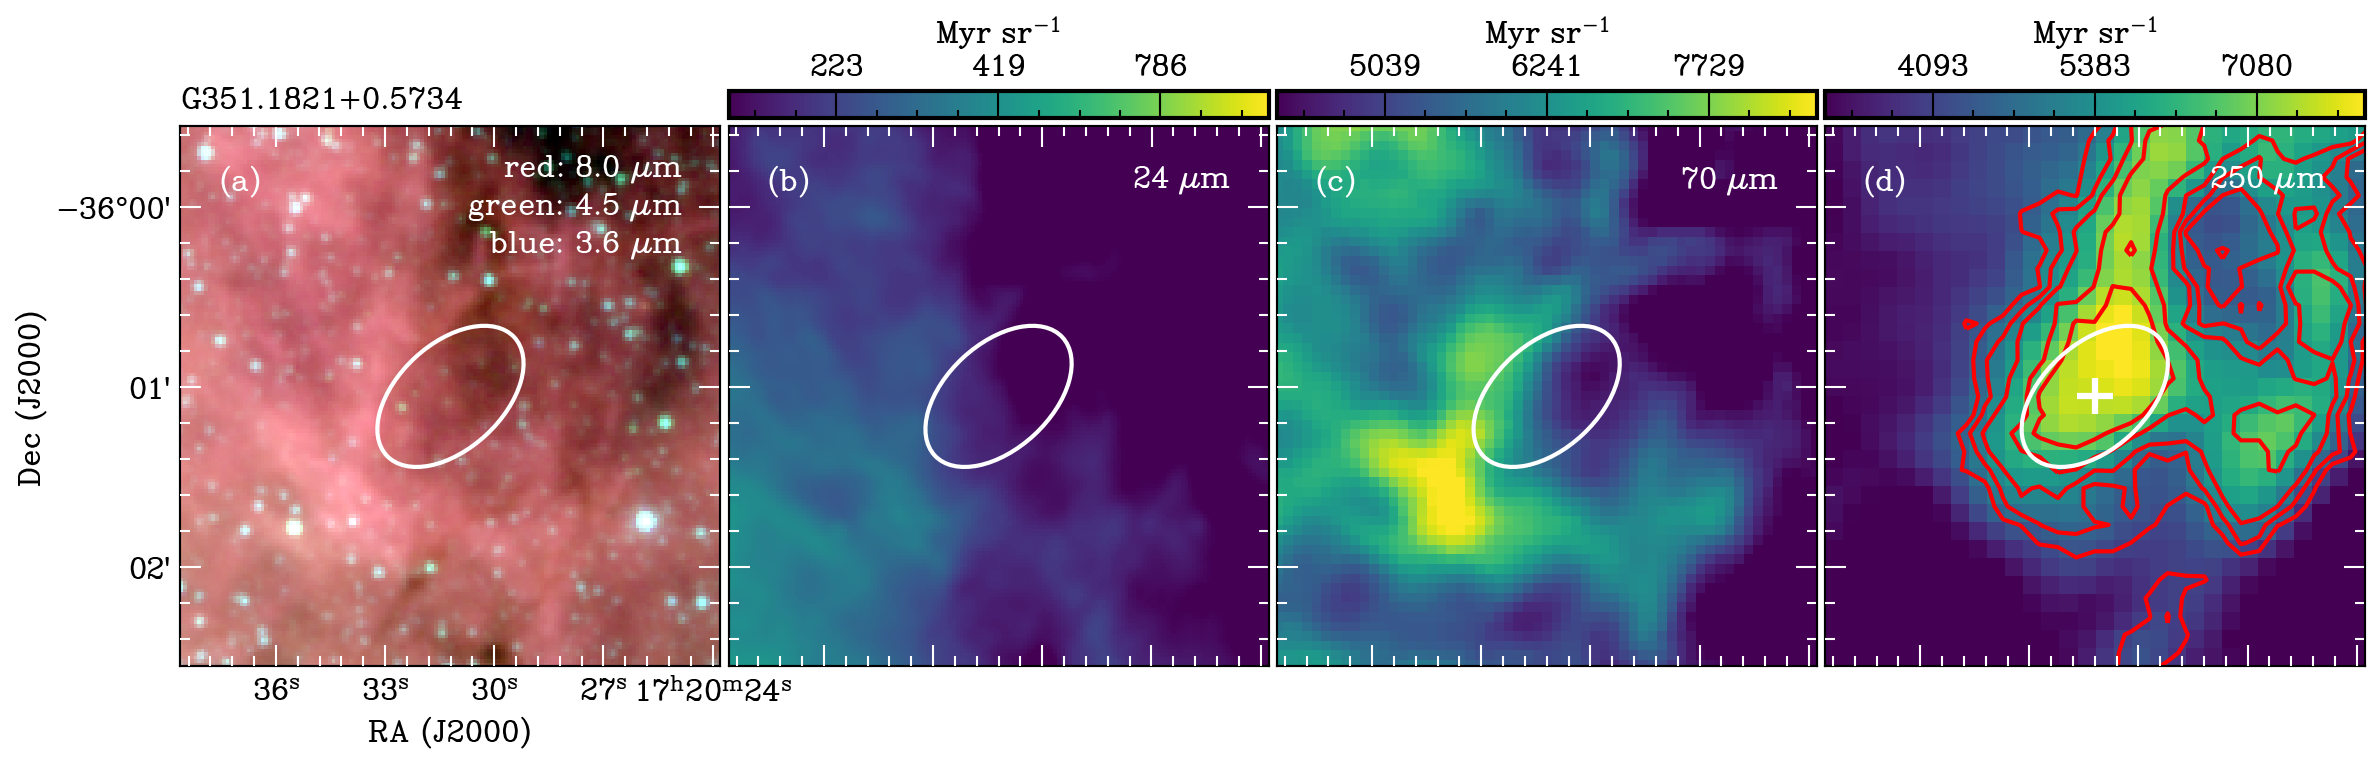 Myr sr⁻¹ Myr sr⁻¹ Myr sr⁻¹
223 419 786 5039 6241 7729 4093 5383 7080
G351.1821+0.5734
(a) red: 8.0 μm
green: 4.5 μm
blue: 3.6 μm
(b) 24 μm
(c) 70 μm
(d) 250 μm
−36°00'
01'
02'
Dec (J2000)
36ˢ 33ˢ 30ˢ 27ˢ 17ʰ20ᵐ24ˢ
RA (J2000)